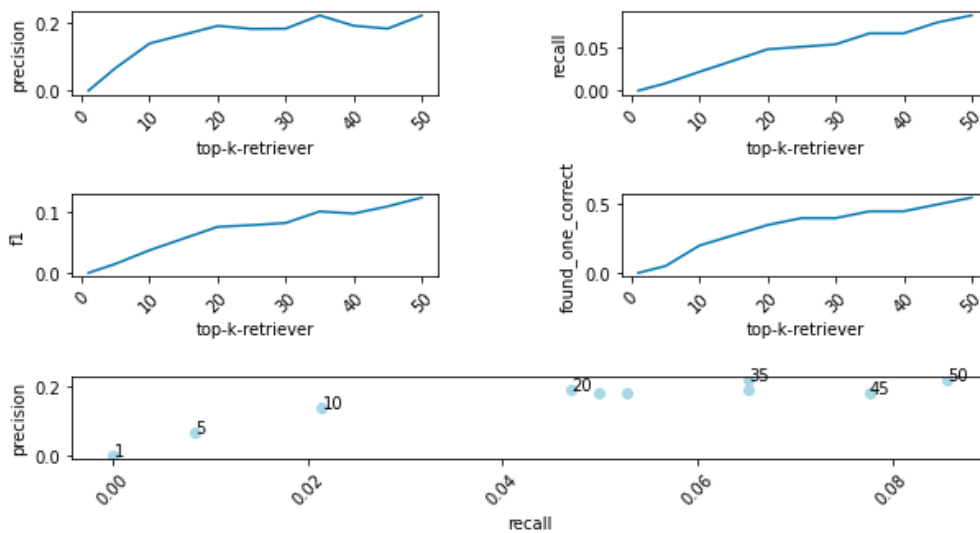 precision
0.2
0.0
0 10 20 30 40 50
top-k-retriever
recall
0.05
0.00
0 10 20 30 40 50
top-k-retriever
f1
0.1
0.0
0 10 20 30 40 50
top-k-retriever
found_one_correct
0.5
0.0
0 10 20 30 40 50
top-k-retriever
precision
0.2
0.0
1 5 10 20 35 45 50
0.00 0.02 0.04 0.06 0.08
recall